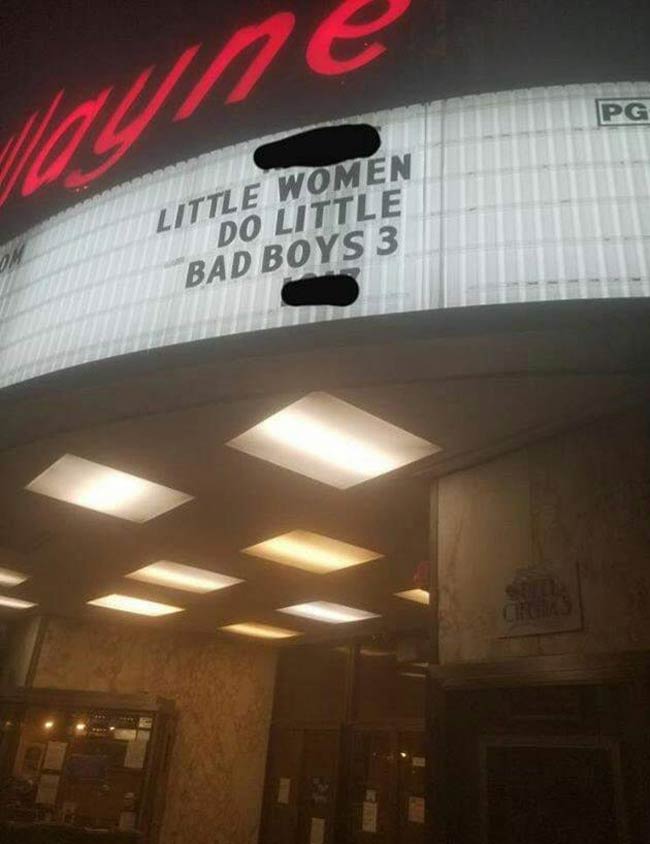 Wayne
PG
LITTLE WOMEN
DO LITTLE
BAD BOYS 3